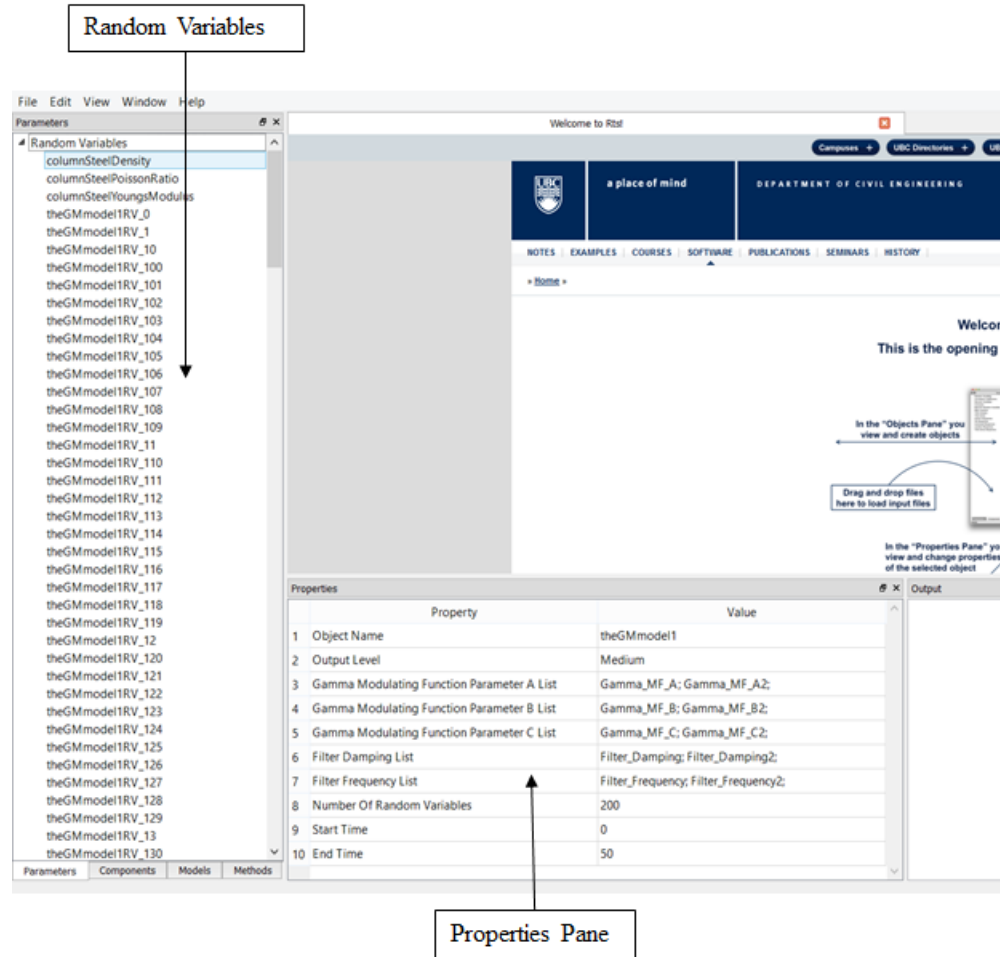 Random Variables
File Edit View Window Help
Parameters
Random Variables
columnSteelDensity
columnSteelPoissonRatio
columnSteelYoungsModulus
theGMmodel1RV_0
theGMmodel1RV_1
theGMmodel1RV_10
theGMmodel1RV_100
theGMmodel1RV_101
theGMmodel1RV_102
theGMmodel1RV_103
theGMmodel1RV_104
theGMmodel1RV_105
theGMmodel1RV_106
theGMmodel1RV_107
theGMmodel1RV_108
theGMmodel1RV_109
theGMmodel1RV_11
theGMmodel1RV_110
theGMmodel1RV_111
theGMmodel1RV_112
theGMmodel1RV_113
theGMmodel1RV_114
theGMmodel1RV_115
theGMmodel1RV_116
theGMmodel1RV_117
theGMmodel1RV_118
theGMmodel1RV_119
theGMmodel1RV_12
theGMmodel1RV_120
theGMmodel1RV_121
theGMmodel1RV_122
theGMmodel1RV_123
theGMmodel1RV_124
theGMmodel1RV_125
theGMmodel1RV_126
theGMmodel1RV_127
theGMmodel1RV_128
theGMmodel1RV_129
theGMmodel1RV_13
theGMmodel1RV_130
Parameters Components Models Methods
Welcome to Rts!
Campuses + UBC Directories + UB
UBC a place of mind DEPARTMENT OF CIVIL ENGINEERING
NOTES EXAMPLES COURSES SOFTWARE PUBLICATIONS SEMINARS HISTORY
» Home »
Welcor
This is the opening
In the "Objects Pane" you
view and create objects
Drag and drop files
here to load input files
In the "Properties Pane" yo
view and change properties
of the selected object
Properties
Property Value
1 Object Name theGMmodel1
2 Output Level Medium
3 Gamma Modulating Function Parameter A List Gamma_MF_A; Gamma_MF_A2;
4 Gamma Modulating Function Parameter B List Gamma_MF_B; Gamma_MF_B2;
5 Gamma Modulating Function Parameter C List Gamma_MF_C; Gamma_MF_C2;
6 Filter Damping List Filter_Damping; Filter_Damping2;
7 Filter Frequency List Filter_Frequency; Filter_Frequency2;
8 Number Of Random Variables 200
9 Start Time 0
10 End Time 50
Output
Properties Pane